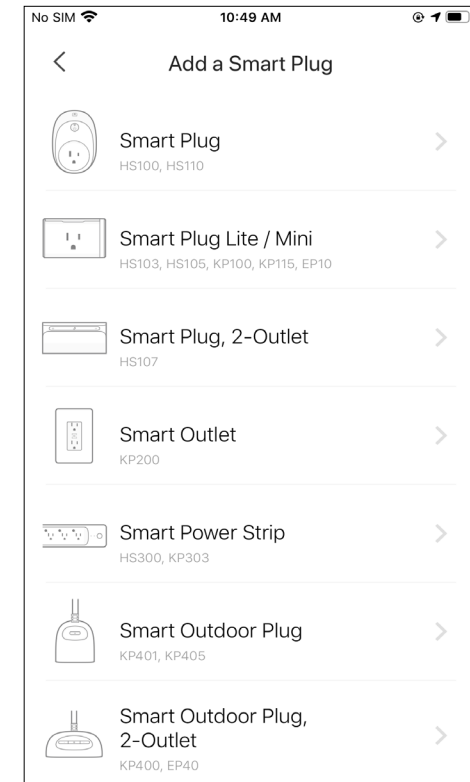 No SIM 10:49 AM
Add a Smart Plug
Smart Plug
HS100, HS110
Smart Plug Lite / Mini
HS103, HS105, KP100, KP115, EP10
Smart Plug, 2-Outlet
HS107
Smart Outlet
KP200
Smart Power Strip
HS300, KP303
Smart Outdoor Plug
KP401, KP405
Smart Outdoor Plug,
2-Outlet
KP400, EP40